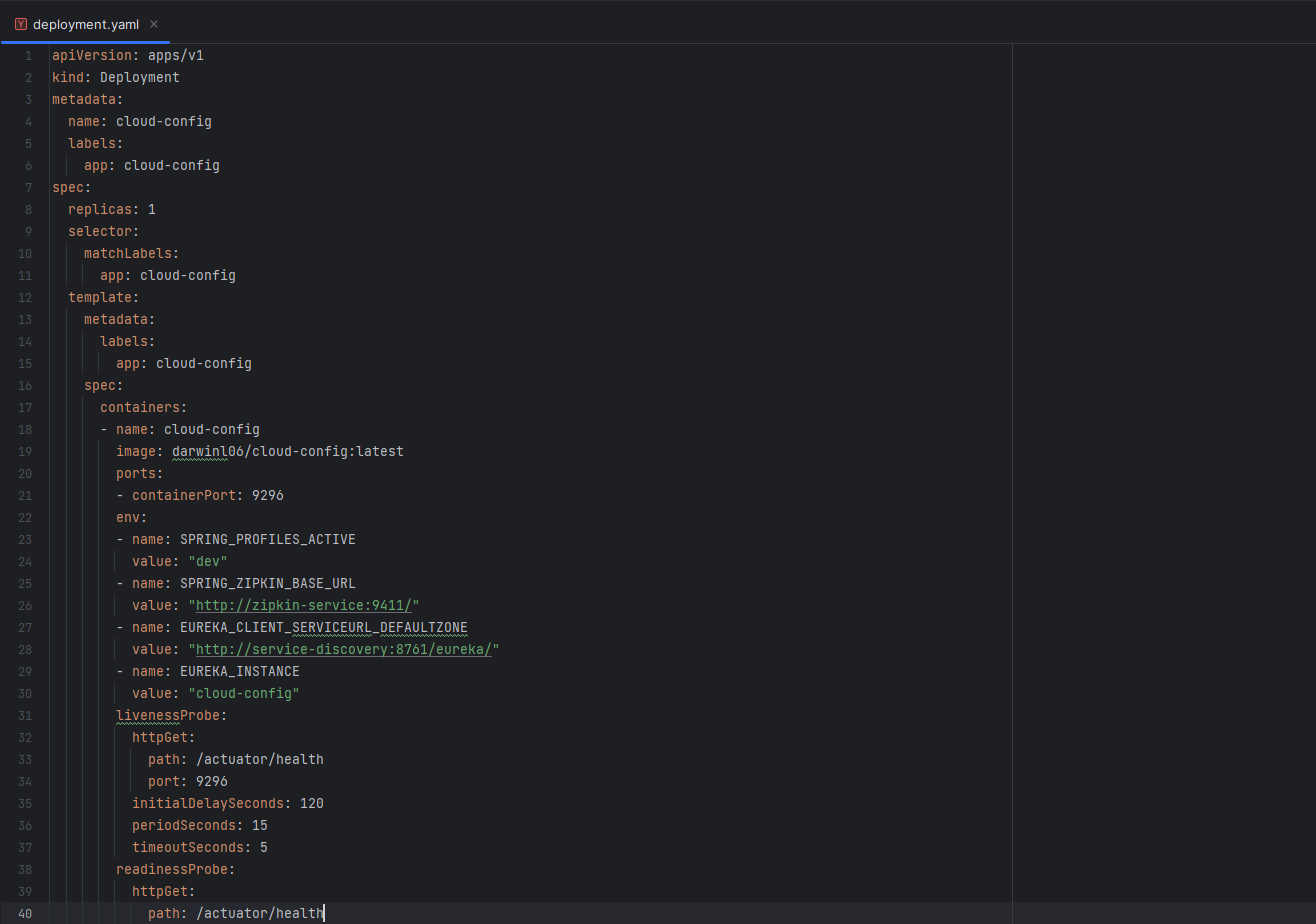 deployment.yaml
1 apiVersion: apps/v1
2 kind: Deployment
3 metadata:
4   name: cloud-config
5   labels:
6     app: cloud-config
7 spec:
8   replicas: 1
9   selector:
10     matchLabels:
11       app: cloud-config
12   template:
13     metadata:
14       labels:
15         app: cloud-config
16     spec:
17       containers:
18       - name: cloud-config
19         image: darwinl06/cloud-config:latest
20         ports:
21         - containerPort: 9296
22         env:
23         - name: SPRING_PROFILES_ACTIVE
24           value: "dev"
25         - name: SPRING_ZIPKIN_BASE_URL
26           value: "http://zipkin-service:9411/"
27         - name: EUREKA_CLIENT_SERVICEURL_DEFAULTZONE
28           value: "http://service-discovery:8761/eureka/"
29         - name: EUREKA_INSTANCE
30           value: "cloud-config"
31         livenessProbe:
32           httpGet:
33             path: /actuator/health
34             port: 9296
35           initialDelaySeconds: 120
36           periodSeconds: 15
37           timeoutSeconds: 5
38         readinessProbe:
39           httpGet:
40             path: /actuator/health